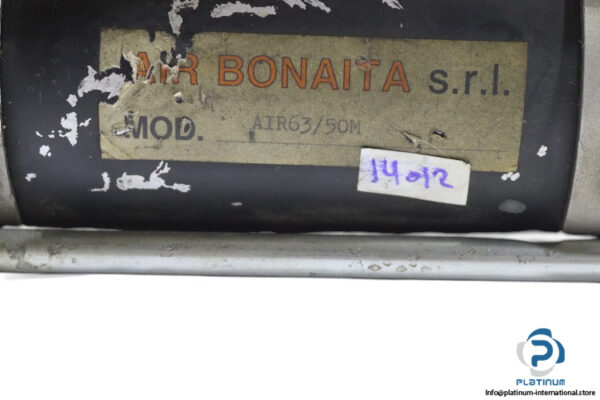 AIR BONAITA s.r.l.
MOD. AIR63/50M
14012
PLATINUM
Info@platinum-international.store